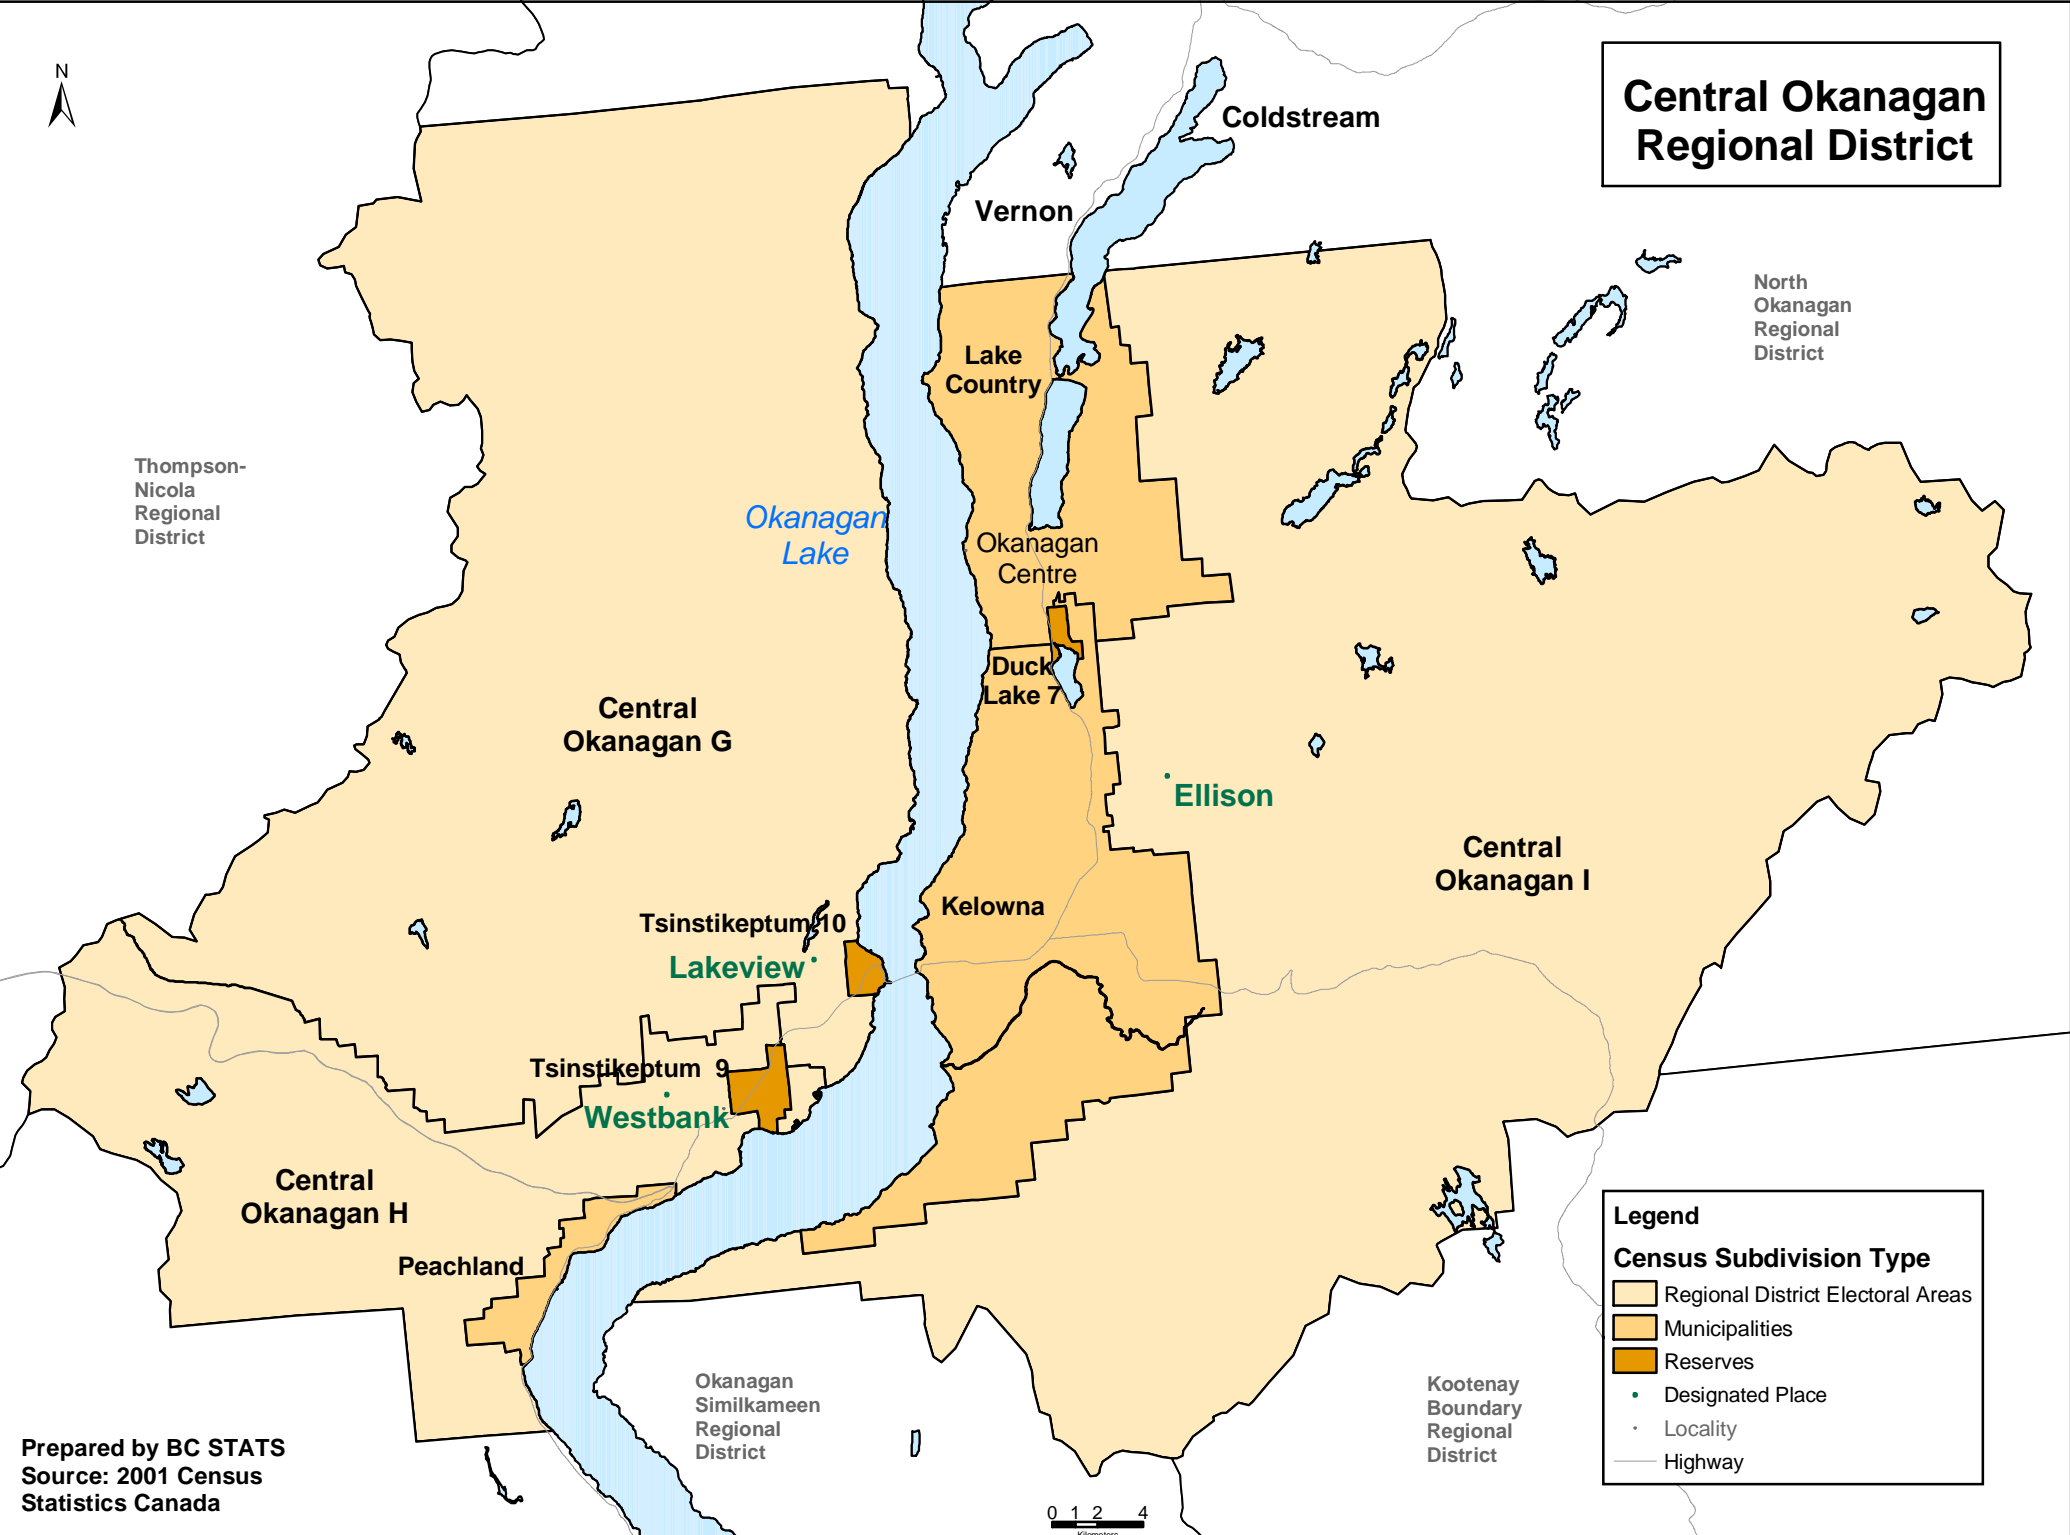 N
Central Okanagan
Regional District
Coldstream
Vernon
North
Okanagan
Regional
District
Lake
Country
Thompson-
Nicola
Regional
District
Okanagan
Lake
Okanagan
Centre
Duck
Lake 7
Central
Okanagan G
Ellison
Central
Okanagan I
Kelowna
Tsinstikeptum 10
Lakeview
Tsinstikeptum 9
Westbank
Central
Okanagan H
Peachland
Legend
Census Subdivision Type
Regional District Electoral Areas
Municipalities
Reserves
Designated Place
Locality
Highway
Okanagan
Similkameen
Regional
District
Kootenay
Boundary
Regional
District
Prepared by BC STATS
Source: 2001 Census
Statistics Canada
0 1 2 4
Kilometers